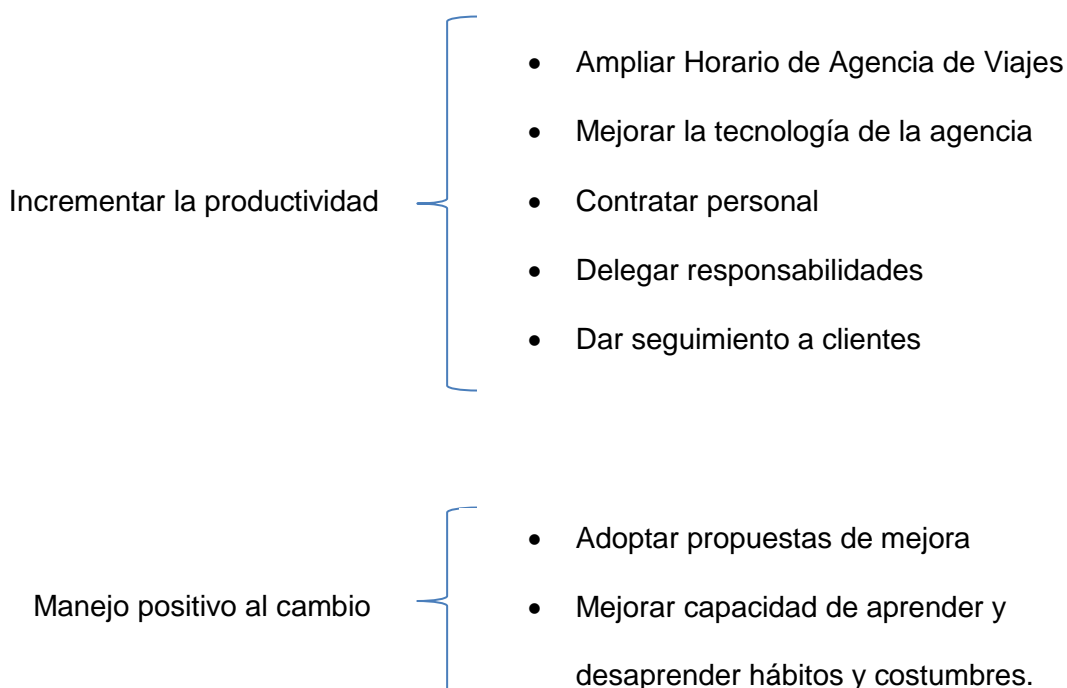 • Ampliar Horario de Agencia de Viajes
• Mejorar la tecnología de la agencia
Incrementar la productividad
• Contratar personal
• Delegar responsabilidades
• Dar seguimiento a clientes
• Adoptar propuestas de mejora
Manejo positivo al cambio
• Mejorar capacidad de aprender y
desaprender hábitos y costumbres.